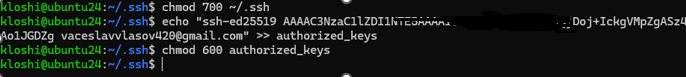 kloshi@ubuntu24:~/.ssh$ chmod 700 ~/.ssh
kloshi@ubuntu24:~/.ssh$ echo "ssh-ed25519 Doj+IckgVMpZgASz4
Ao1JGDZg vaceslavvlasov420@gmail.com" >> authorized_keys
kloshi@ubuntu24:~/.ssh$ chmod 600 authorized_keys
kloshi@ubuntu24:~/.ssh$